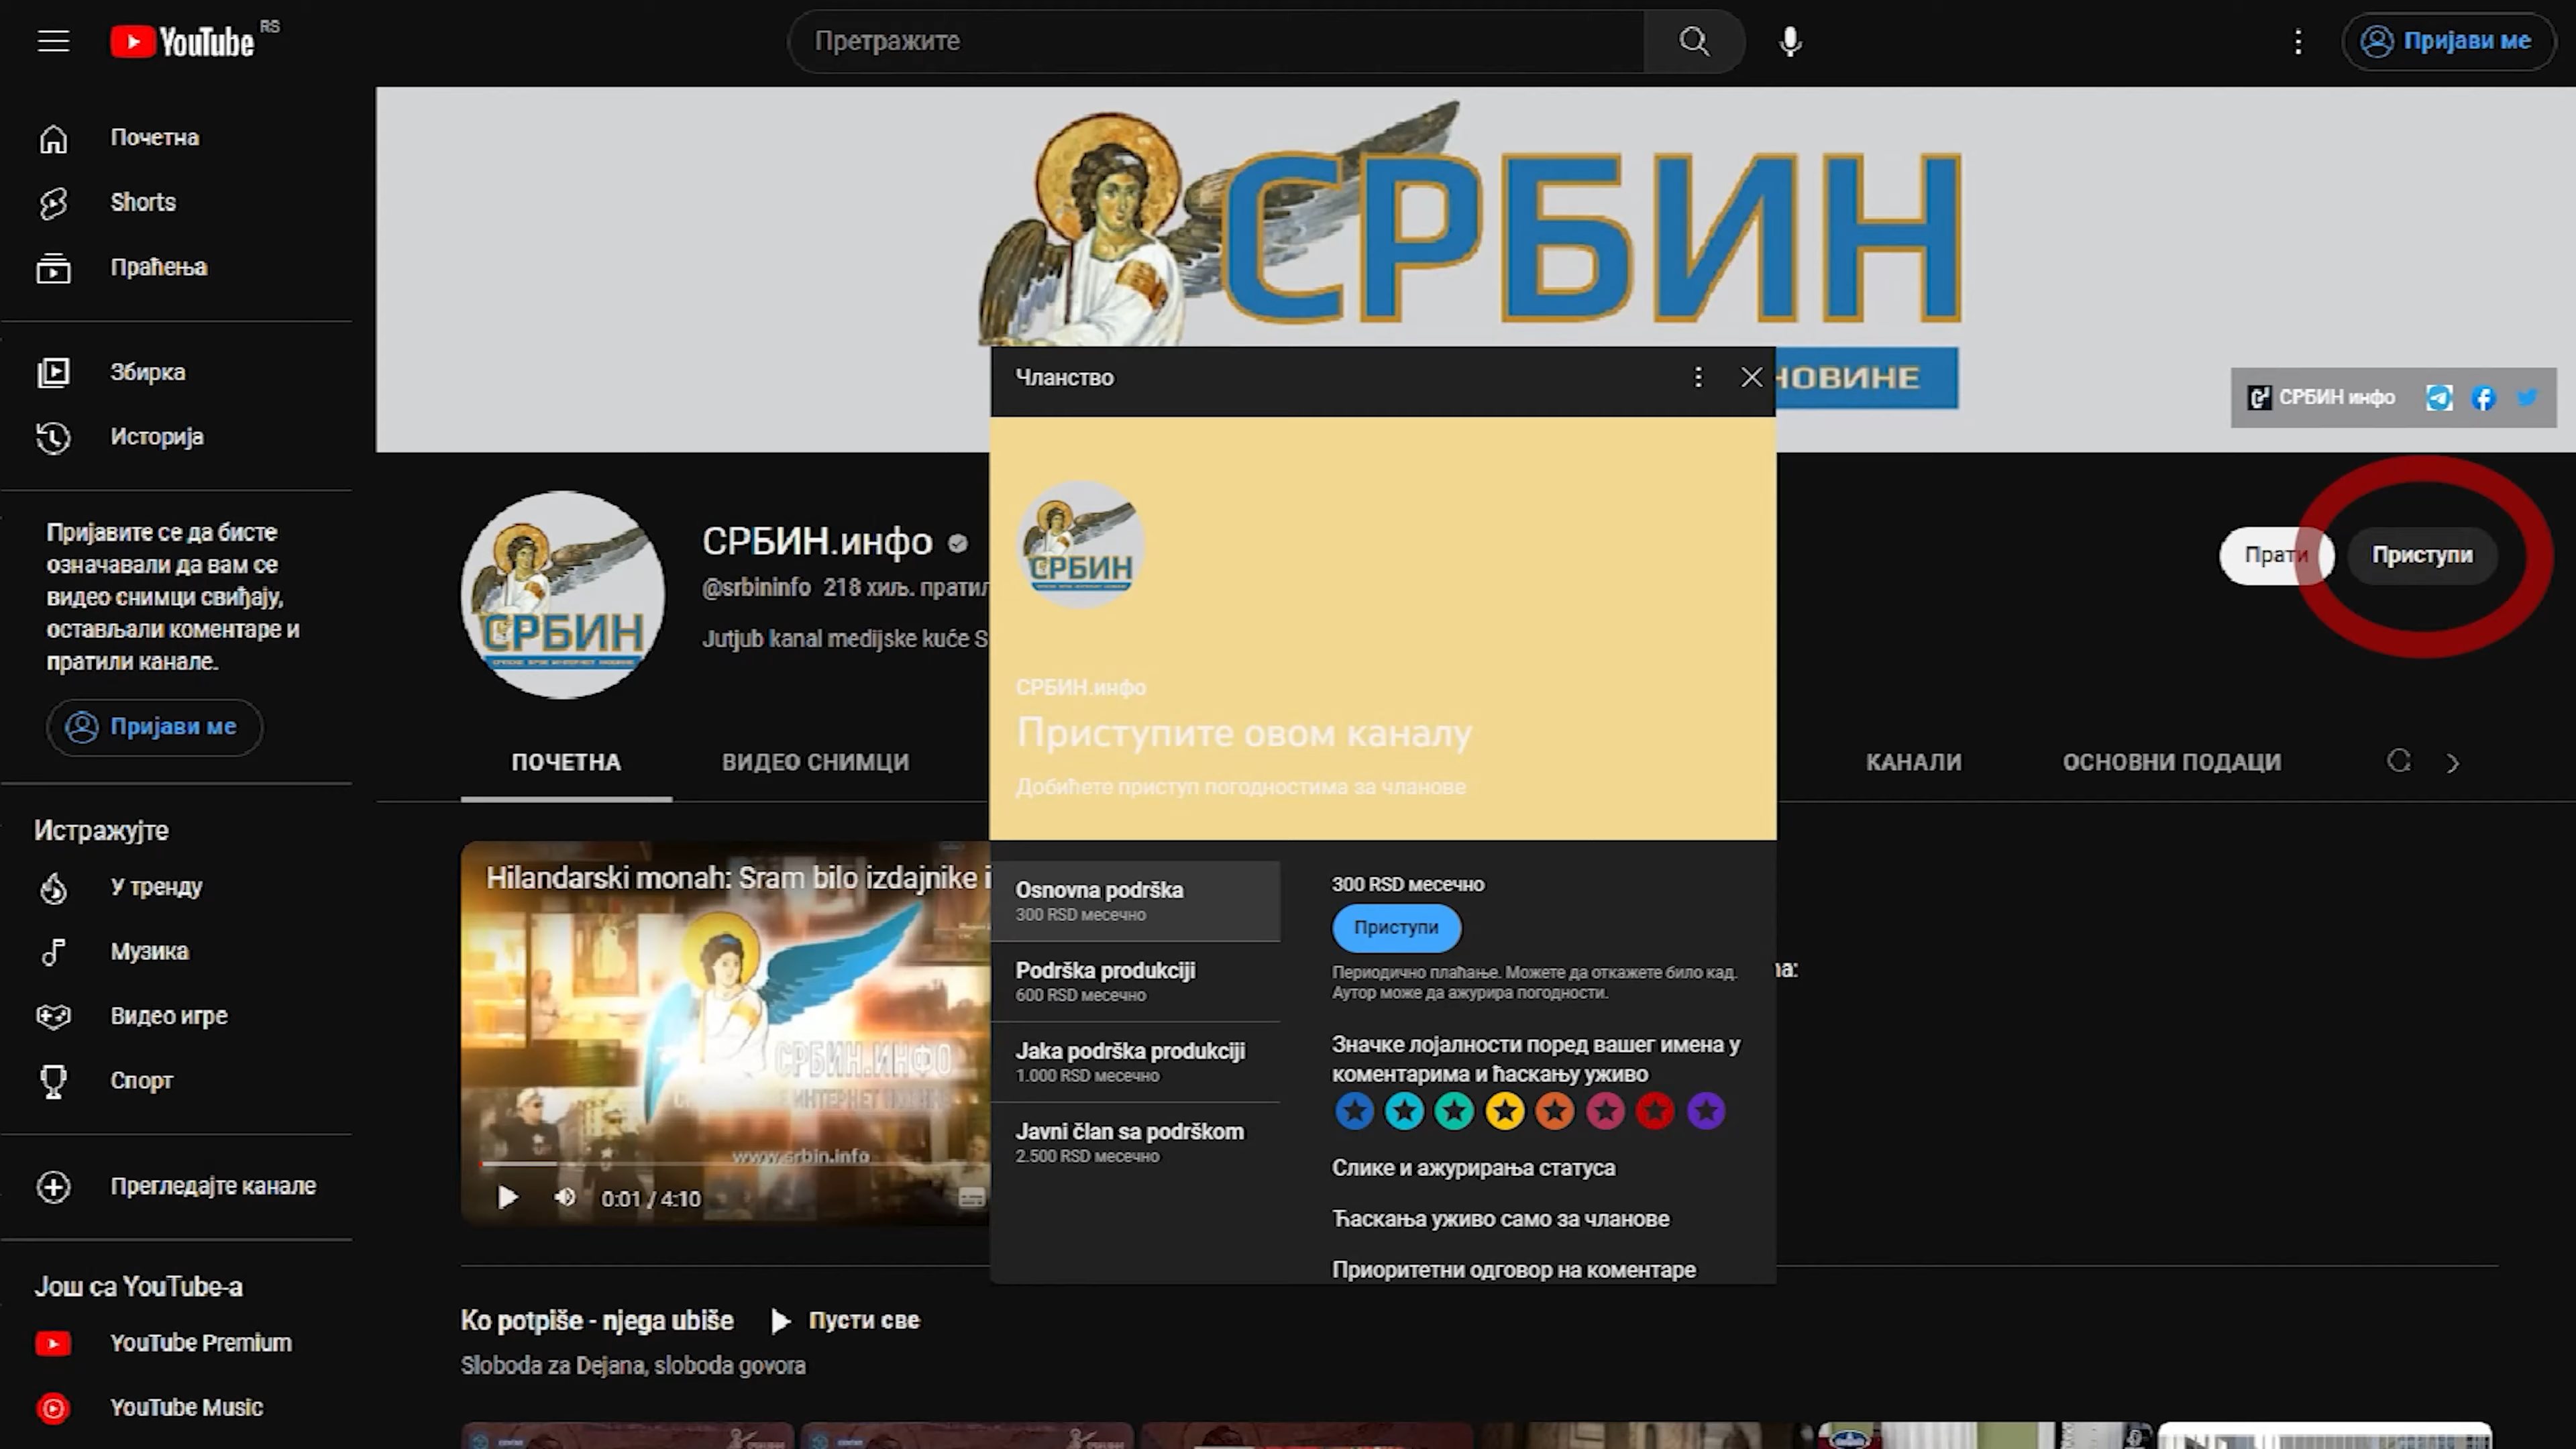 YouTube RS
Претражите
Пријави ме
Почетна
Shorts
Праћења
Збирка
Историја
Пријавите се да бисте
означавали да вам се
видео снимци свиђају,
остављали коментаре и
пратили канале.
Пријави ме
Истражујте
У тренду
Музика
Видео игре
Спорт
Прегледајте канале
Још са YouTube-а
YouTube Premium
YouTube Music
СРБИН
НОВИНЕ
СРБИН инфо
СРБИН
СРБИН.инфо
@srbininfo 218 хиљ. пратил
Jutjub kanal medijske kuće S
Прати
Приступи
ПОЧЕТНА
ВИДЕО СНИМЦИ
КАНАЛИ
ОСНОВНИ ПОДАЦИ
Чланство
СРБИН
СРБИН.инфо
Приступите овом каналу
Добићете приступ погодностима за чланове
Osnovna podrška
300 RSD месечно
Podrška produkciji
600 RSD месечно
Jaka podrška produkciji
1.000 RSD месечно
Javni član sa podrškom
2.500 RSD месечно
300 RSD месечно
Приступи
Периодично плаћање. Можете да откажете било кад.
Аутор може да ажурира погодности.
Значке лојалности поред вашег имена у
коментарима и ћаскању уживо
Слике и ажурирања статуса
Ћаскања уживо само за чланове
Приоритетни одговор на коментаре
на:
Hilandarski monah: Sram bilo izdajnike i
СРБИН.ИНФО
ИНТЕРНЕТ НОВИНЕ
www.srbin.info
0:01 / 4:10
Ko potpiše - njega ubiše
Пусти све
Sloboda za Dejana, sloboda govora